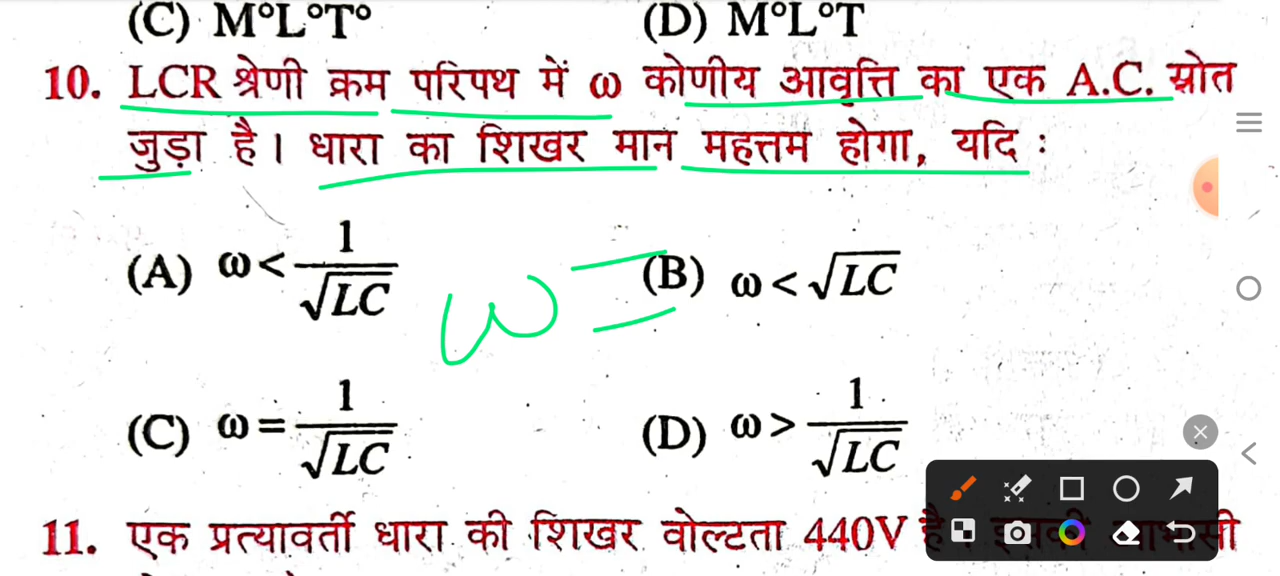 (C) M°L°T° (D) M°L°T
10. LCR श्रेणी क्रम परिपथ में ω कोणीय आवृत्ति का एक A.C. स्रोत
जुड़ा है। धारा का शिखर मान महत्तम होगा, यदि :
(A) ω < 1/√LC (B) ω < √LC
ω =
(C) ω = 1/√LC (D) ω > 1/√LC
11. एक प्रत्यावर्ती धारा की शिखर वोल्टता 440V